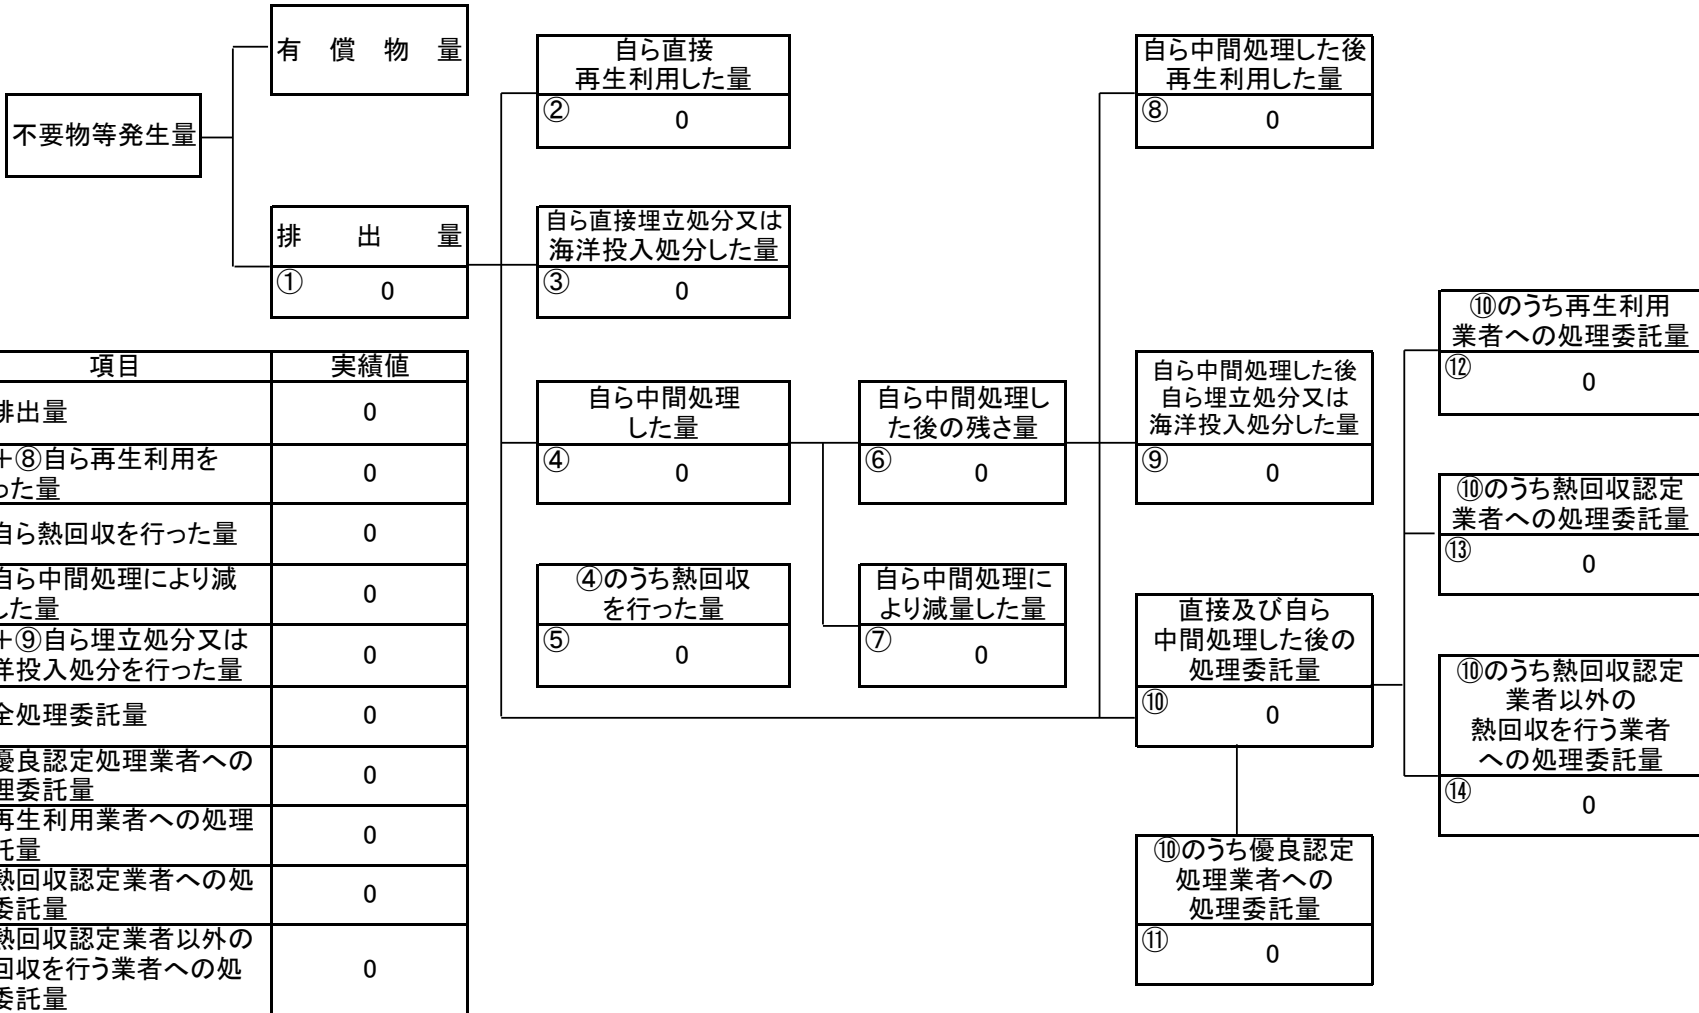 有償物量
不要物等発生量
排出量
①
0
自ら直接
再生利用した量
②
0
自ら直接埋立処分又は
海洋投入処分した量
③
0
自ら中間処理
した量
④
0
④のうち熱回収
を行った量
⑤
0
自ら中間処理し
た後の残さ量
⑥
0
自ら中間処理に
より減量した量
⑦
0
自ら中間処理した後
再生利用した量
⑧
0
自ら中間処理した後
自ら埋立処分又は
海洋投入処分した量
⑨
0
直接及び自ら
中間処理した後の
処理委託量
⑩
0
⑩のうち優良認定
処理業者への
処理委託量
⑪
0
⑩のうち再生利用
業者への処理委託量
⑫
0
⑩のうち熱回収認定
業者への処理委託量
⑬
0
⑩のうち熱回収認定
業者以外の
熱回収を行う業者
への処理委託量
⑭
0
項目 実績値
排出量 0
+⑧自ら再生利用を
った量 0
自ら熱回収を行った量 0
自ら中間処理により減
した量 0
+⑨自ら埋立処分又は
洋投入処分を行った量 0
全処理委託量 0
優良認定処理業者への
理委託量 0
再生利用業者への処理
託量 0
熱回収認定業者への処
委託量 0
熱回収認定業者以外の
回収を行う業者への処
委託量 0